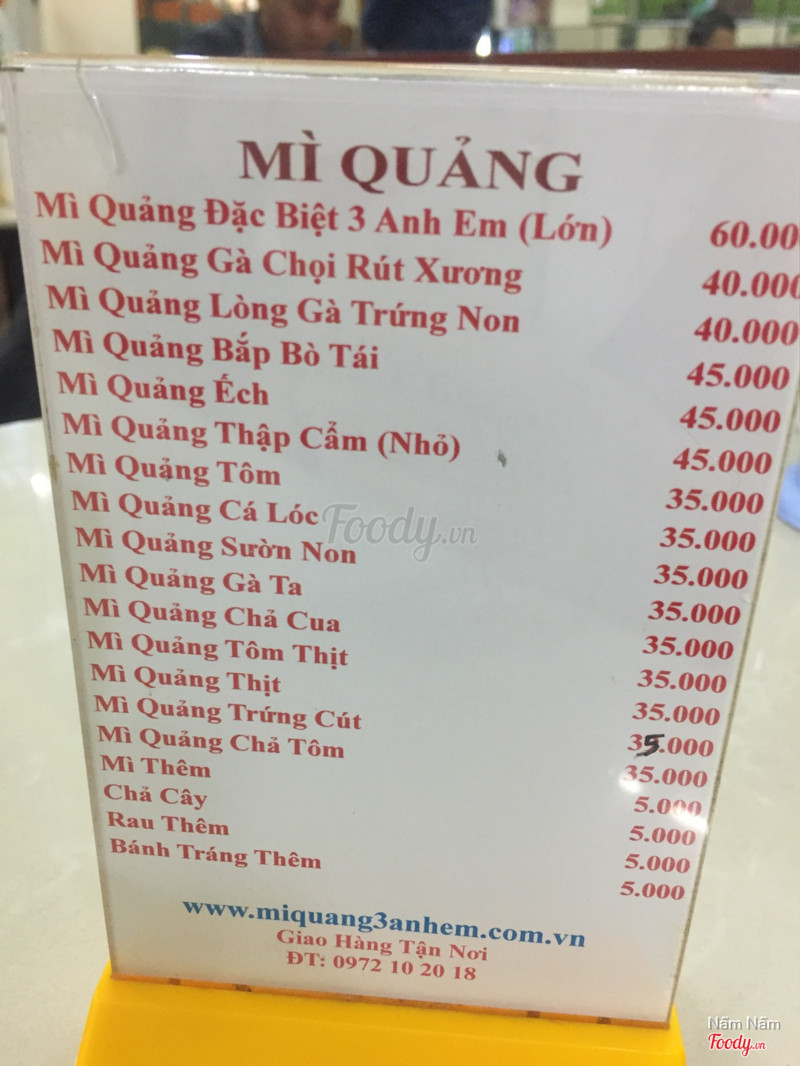 MÌ QUẢNG
Mì Quảng Đặc Biệt 3 Anh Em (Lớn) 60.00
Mì Quảng Gà Chọi Rút Xương 40.000
Mì Quảng Lòng Gà Trứng Non 40.000
Mì Quảng Bắp Bò Tái 45.000
Mì Quảng Ếch 45.000
Mì Quảng Thập Cẩm (Nhỏ) 45.000
Mì Quảng Tôm 35.000
Mì Quảng Cá Lóc 35.000
Mì Quảng Sườn Non 35.000
Mì Quảng Gà Ta 35.000
Mì Quảng Chả Cua 35.000
Mì Quảng Tôm Thịt 35.000
Mì Quảng Thịt 35.000
Mì Quảng Trứng Cút 35.000
Mì Quảng Chả Tôm 35.000
Mì Thêm 5.000
Chả Cây 5.000
Rau Thêm 5.000
Bánh Tráng Thêm 5.000
www.miquang3anhem.com.vn
Giao Hàng Tận Nơi
ĐT: 0972 10 20 18
Foody.vn
Năm Năm
Foody.vn